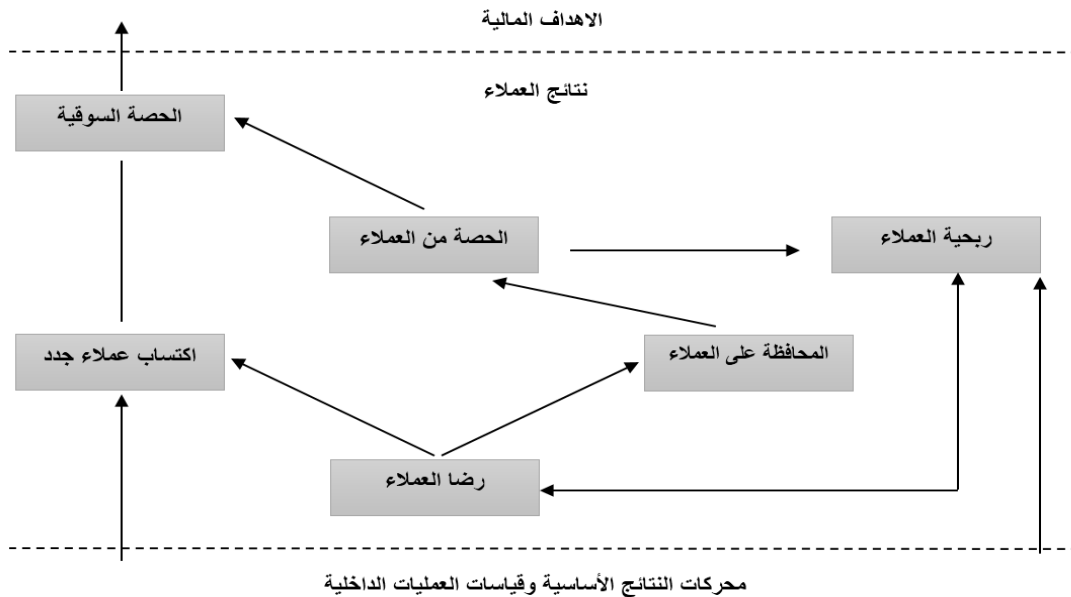 الاهداف المالية
نتائج العملاء
الحصة السوقية
الحصة من العملاء
ربحية العملاء
اكتساب عملاء جدد
المحافظة على العملاء
رضا العملاء
محركات النتائج الأساسية وقياسات العمليات الداخلية